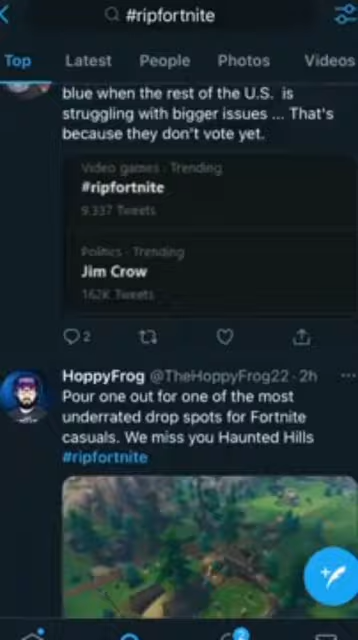 #ripfortnite
Top Latest People Photos Videos
blue when the rest of the U.S. is
struggling with bigger issues ... That's
because they don't vote yet.
Video games · Trending
#ripfortnite
9,337 Tweets
Politics · Trending
Jim Crow
162K Tweets
2
HoppyFrog @TheHoppyFrog22 · 2h
Pour one out for one of the most
underrated drop spots for Fortnite
casuals. We miss you Haunted Hills
#ripfortnite
2